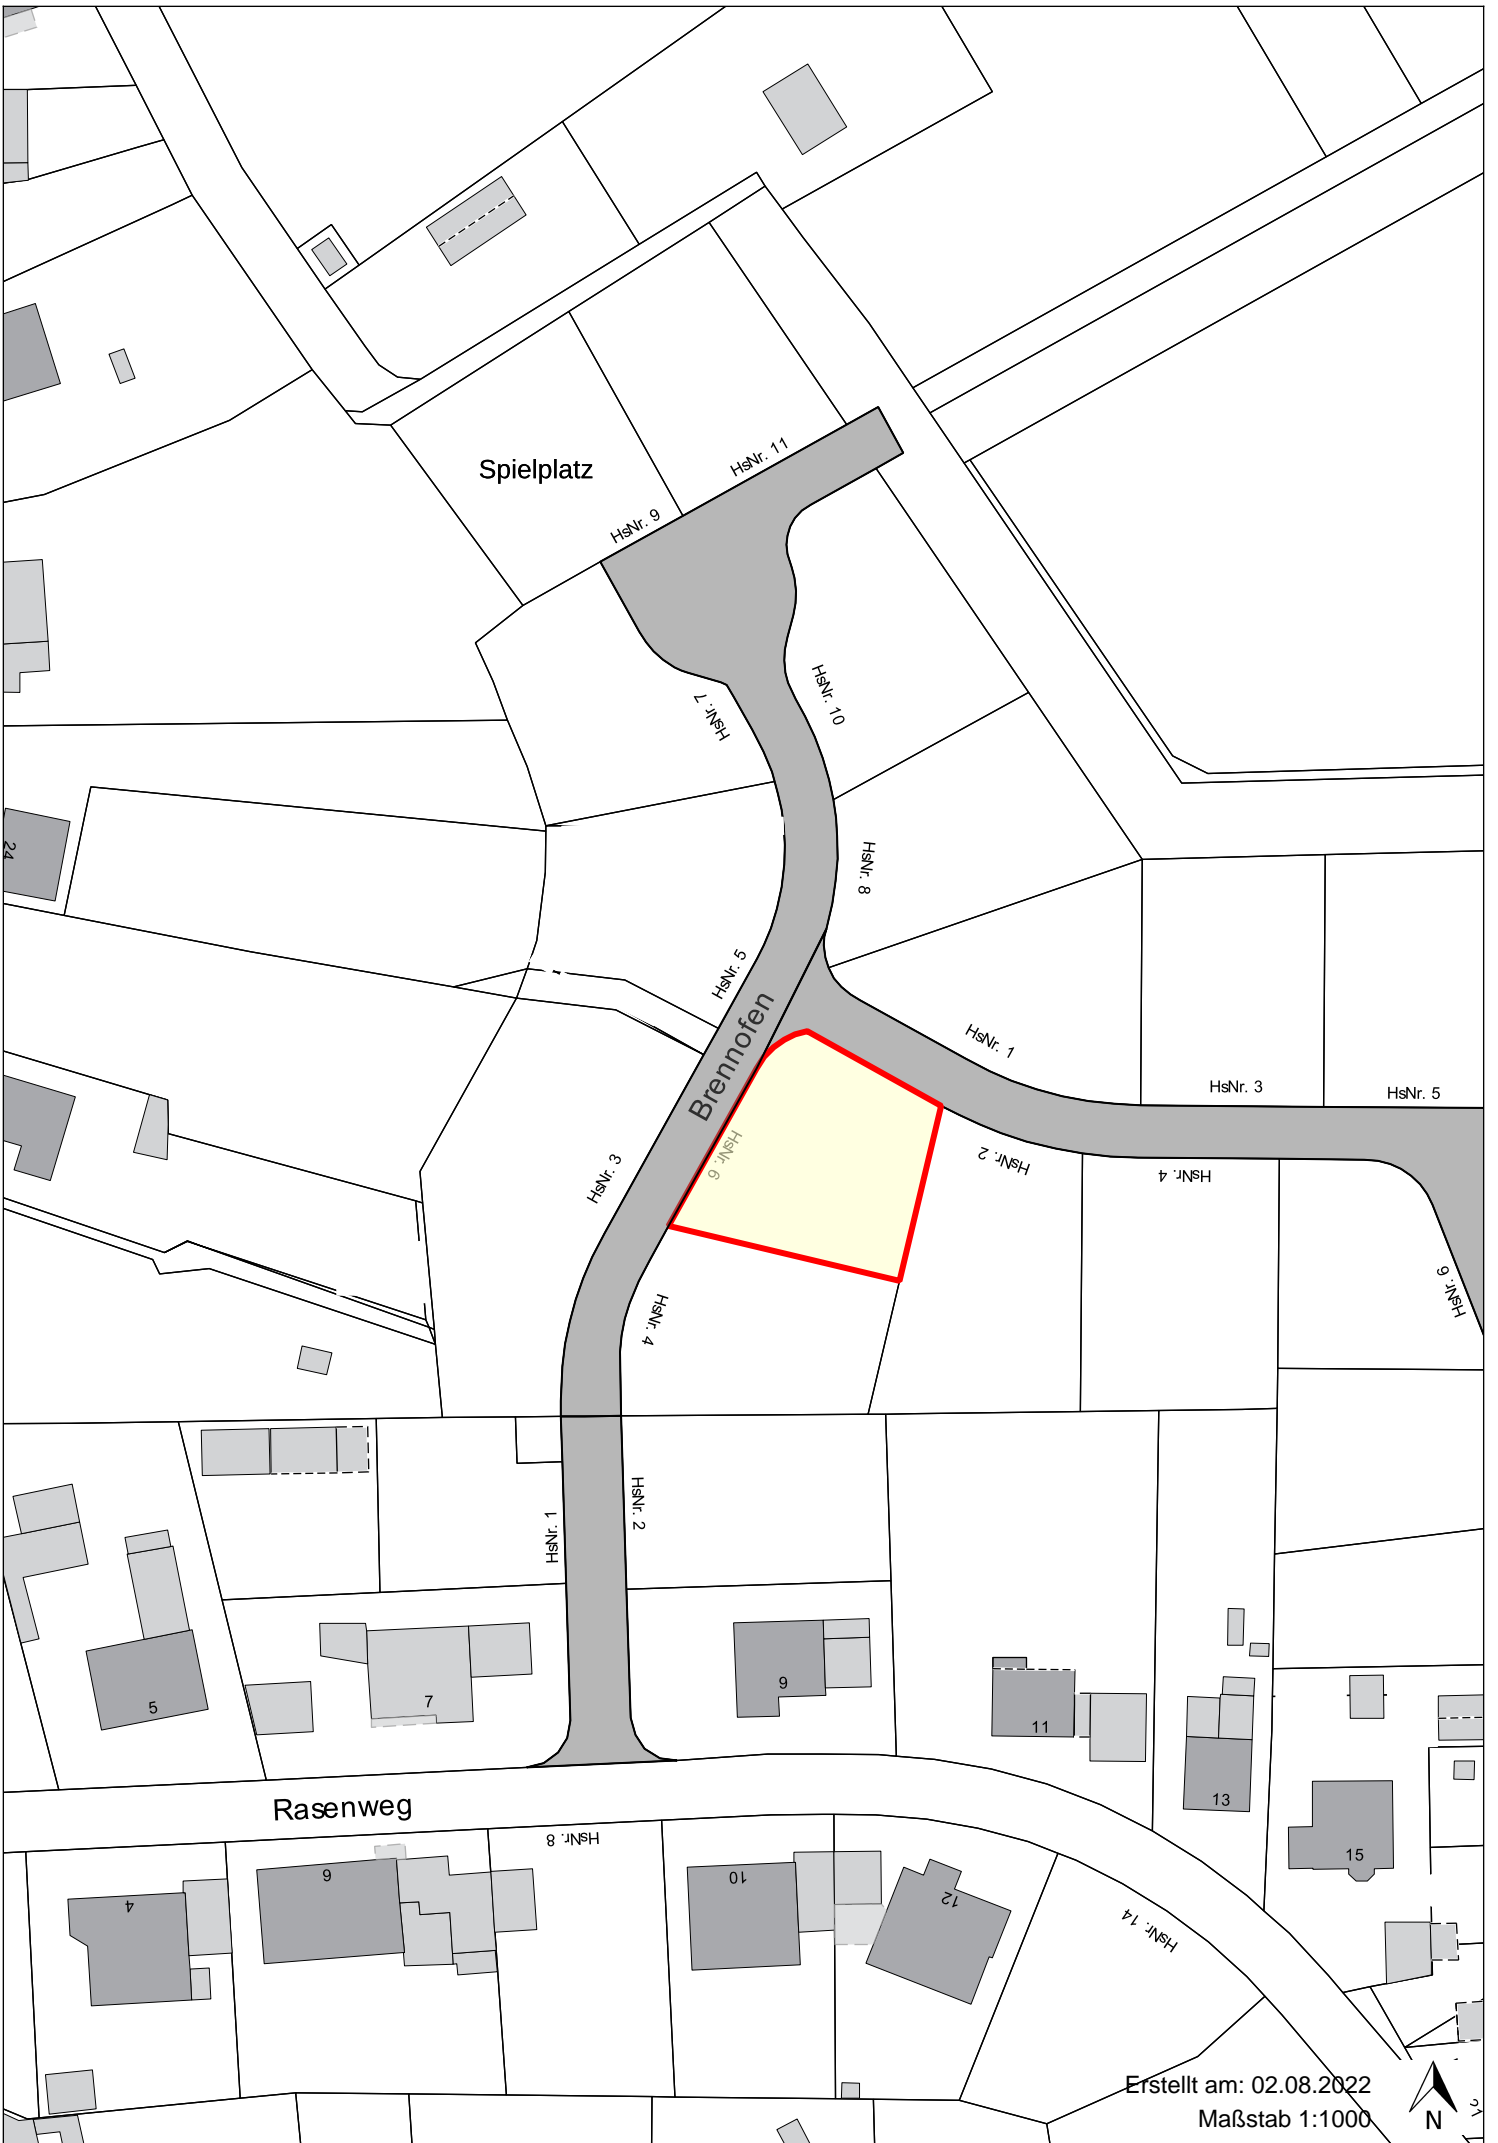 HsNr. 11
Spielplatz
HsNr. 9
HsNr. 7
HsNr. 10
24
HsNr. 8
HsNr. 5
Brennofen
HsNr. 1
HsNr. 3
HsNr. 5
HsNr. 6
HsNr. 2
HsNr. 3
HsNr. 4
HsNr. 6
HsNr. 4
HsNr. 2
HsNr. 1
5
7
9
11
13
Rasenweg
HsNr. 8
15
4
6
10
12
HsNr. 14
Erstellt am: 02.08.2022
Maßstab 1:1000
N